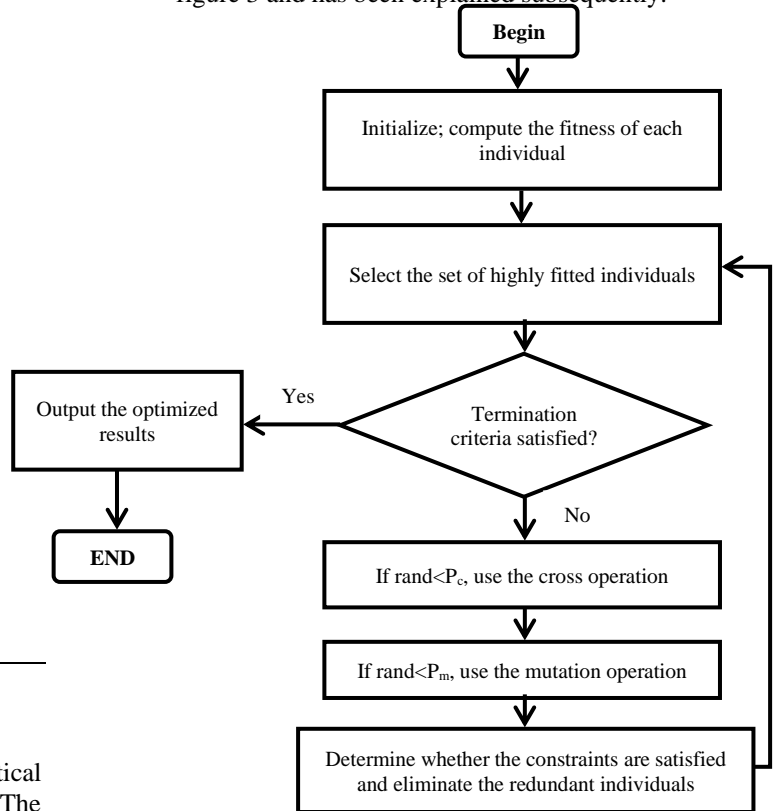 figure 3 and has been explained subsequently.
Begin
Initialize; compute the fitness of each
individual
Select the set of highly fitted individuals
Termination
criteria satisfied?
Yes
Output the optimized
results
END
No
If rand<Pc, use the cross operation
If rand<Pm, use the mutation operation
Determine whether the constraints are satisfied
and eliminate the redundant individuals
tical
The